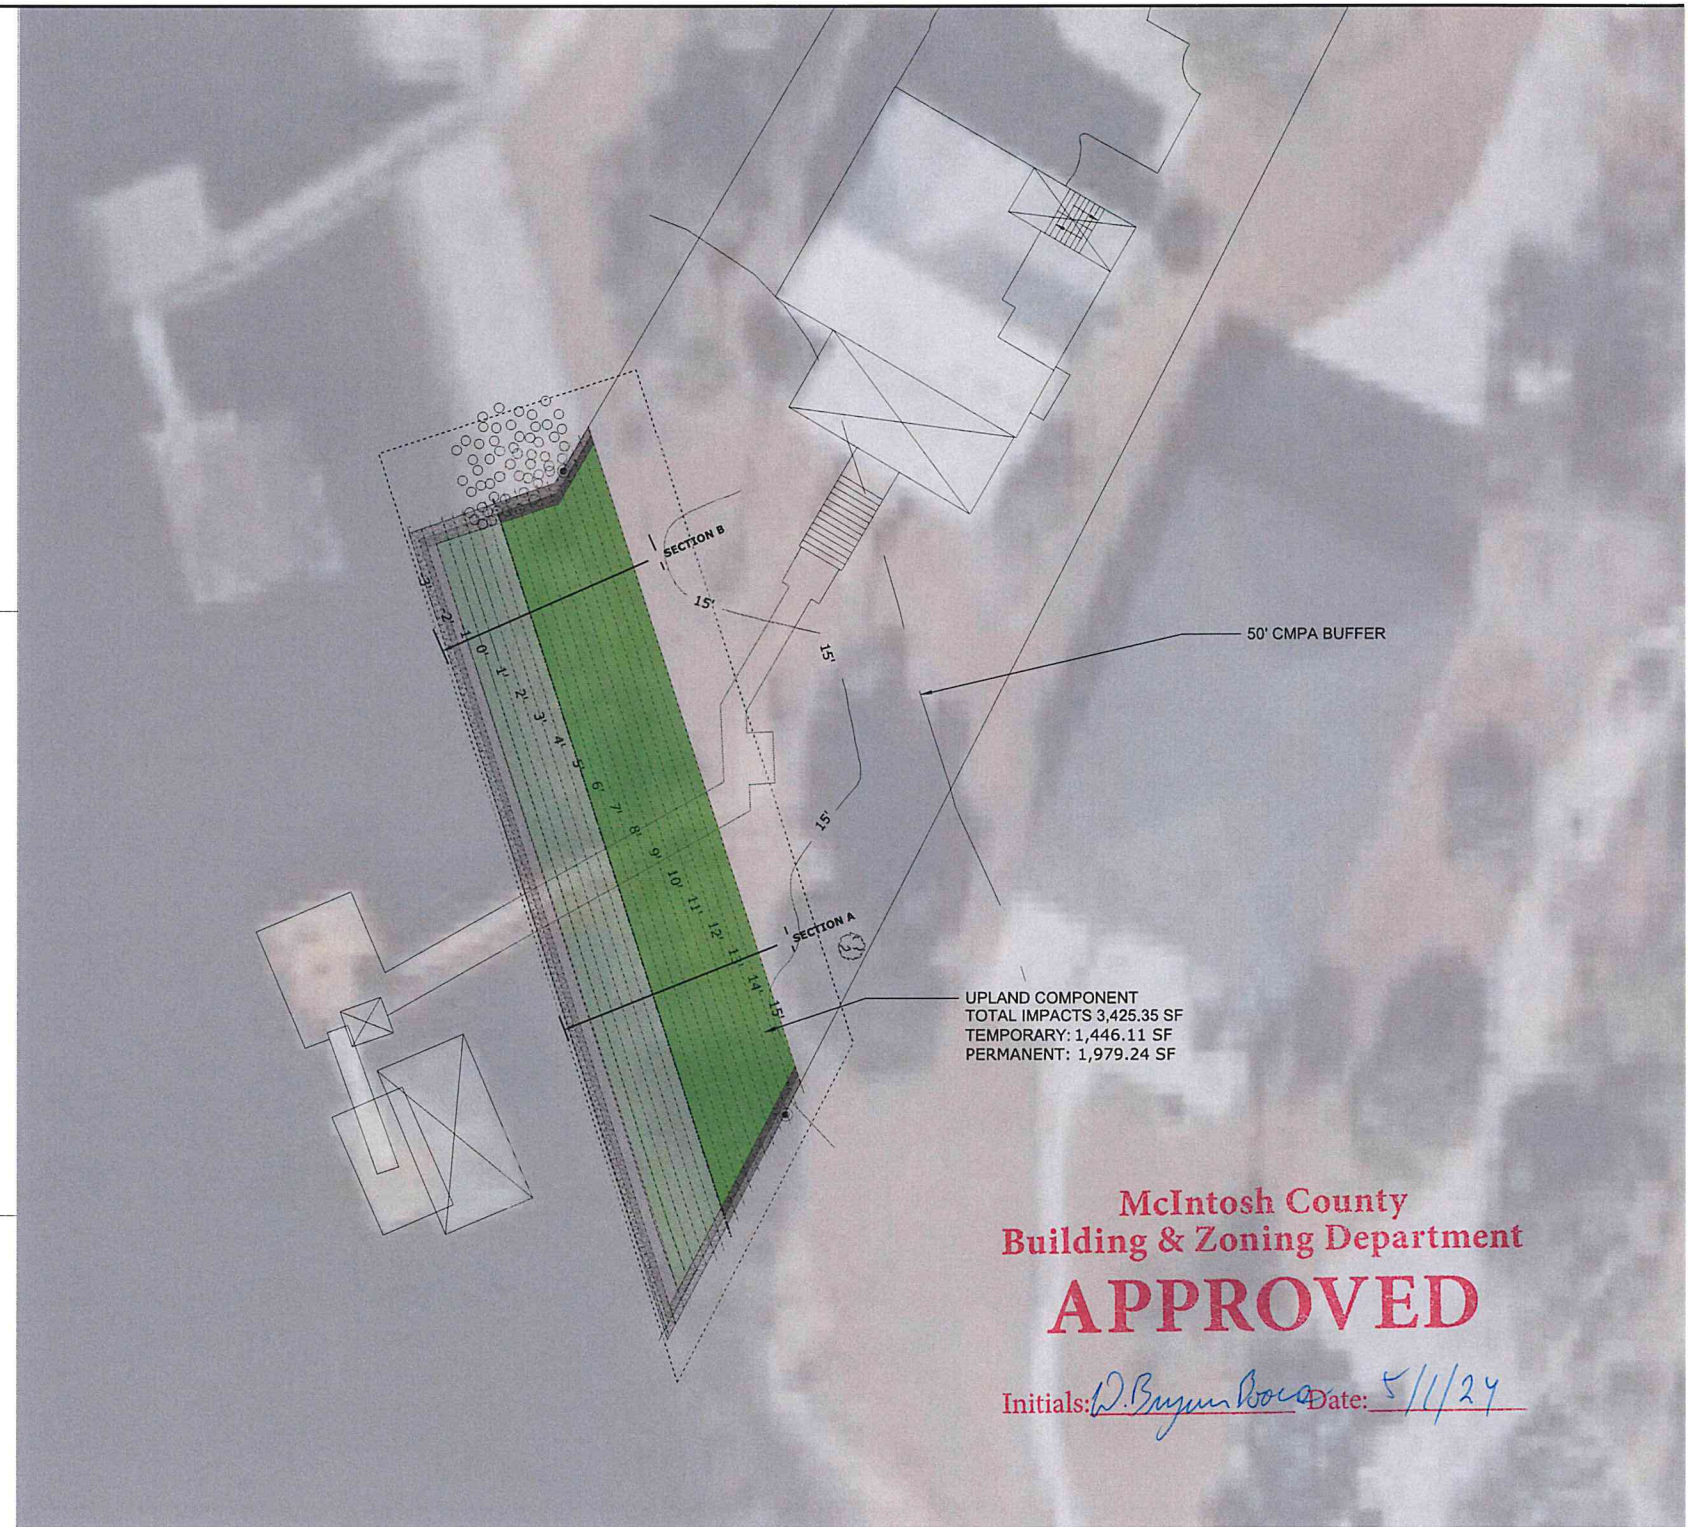 SECTION B
15'
15'
50' CMPA BUFFER
-3'
-2'
-1'
0'
1'
2'
3'
4'
5'
6'
7'
8'
9'
10'
11'
12'
13'
14'
15'
15'
SECTION A
UPLAND COMPONENT
TOTAL IMPACTS 3,425.35 SF
TEMPORARY: 1,446.11 SF
PERMANENT: 1,979.24 SF
McIntosh County
Building & Zoning Department
APPROVED
Initials: W. Bryan Date: 5/1/24